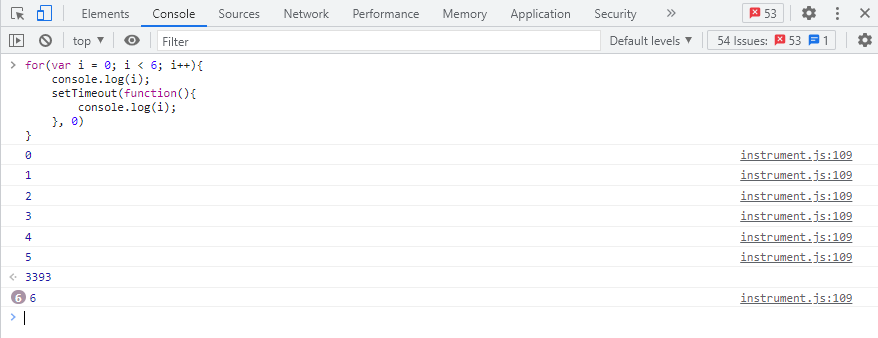 Elements Console Sources Network Performance Memory Application Security » 53
top ▼ Filter Default levels ▼ 54 Issues: 53 1
> for(var i = 0; i < 6; i++){
    console.log(i);
    setTimeout(function(){
        console.log(i);
    }, 0)
}
0 instrument.js:109
1 instrument.js:109
2 instrument.js:109
3 instrument.js:109
4 instrument.js:109
5 instrument.js:109
3393
6 6 instrument.js:109
>